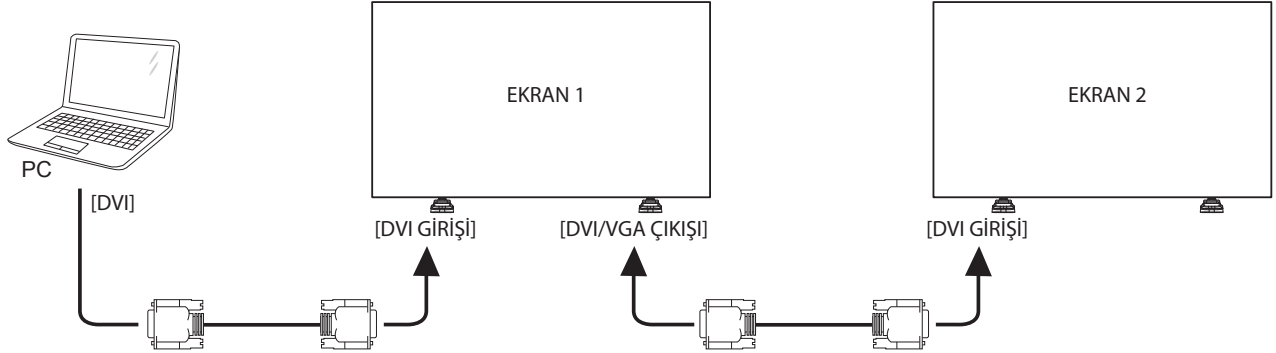 EKRAN 1
EKRAN 2
PC
[DVI]
[DVI GİRİŞİ]
[DVI/VGA ÇIKIŞI]
[DVI GİRİŞİ]